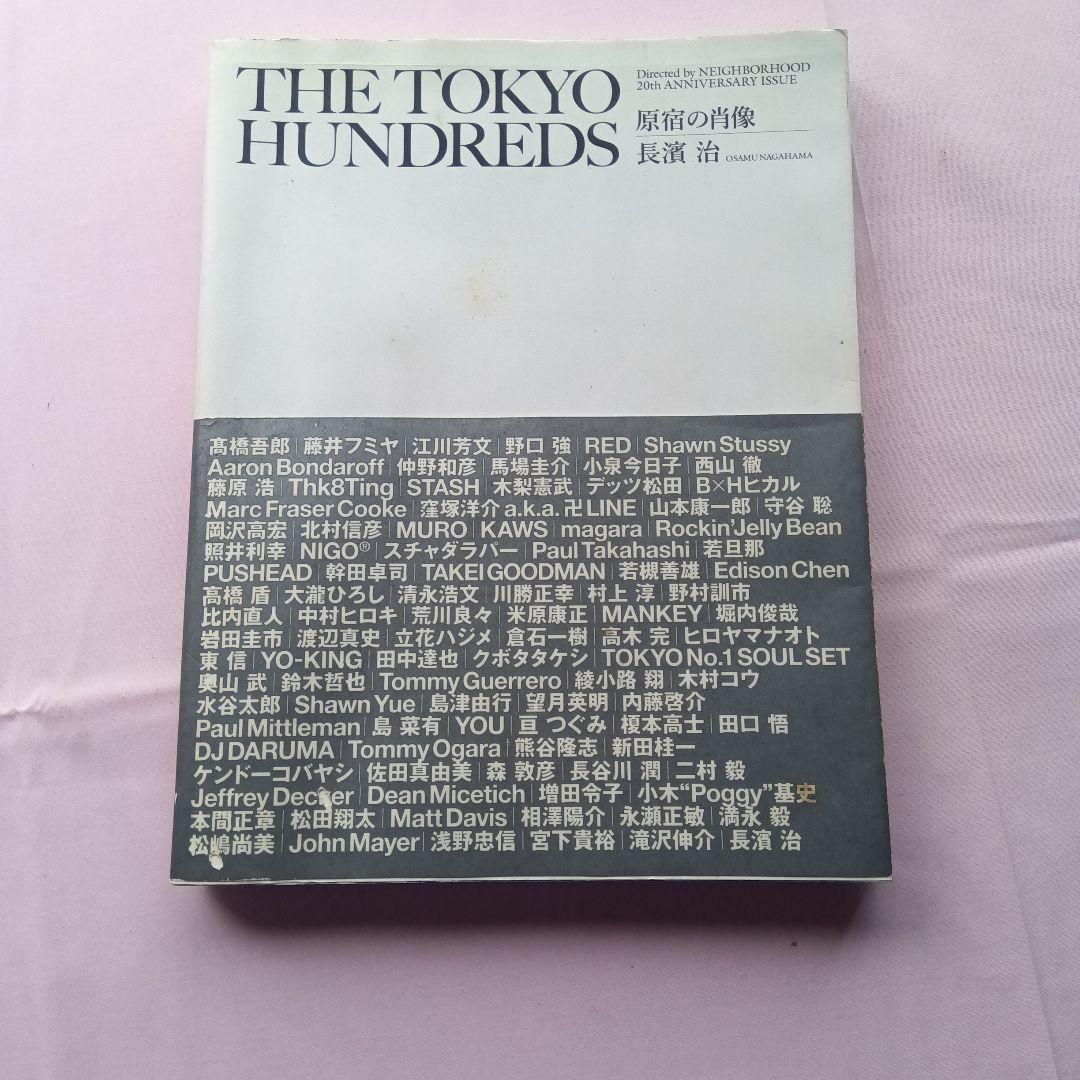 THE TOKYO
HUNDREDS
Directed by NEIGHBORHOOD
20th ANNIVERSARY ISSUE
原宿の肖像
長濱 治 OSAMU NAGAHAMA
髙橋吾郎|藤井フミヤ|江川芳文|野口 強|RED|Shawn Stussy
Aaron Bondaroff|仲野和彦|馬場圭介|小泉今日子|西山 徹
藤原 浩|Thk8Ting|STASH|木梨憲武|デッツ松田|B×Hヒカル
Marc Fraser Cooke|窪塚洋介 a.k.a. 卍LINE|山本康一郎|守谷 聡
岡沢高宏|北村信彦|MURO|KAWS|magara|Rockin'Jelly Bean
照井利幸|NIGO®|スチャダラパー|Paul Takahashi|若旦那
PUSHEAD|幹田卓司|TAKEI GOODMAN|若槻善雄|Edison Chen
高橋 盾|大瀧ひろし|清永浩文|川勝正幸|村上 淳|野村訓市
比内直人|中村ヒロキ|荒川良々|米原康正|MANKEY|堀内俊哉
岩田圭市|渡辺真史|立花ハジメ|倉石一樹|高木 完|ヒロヤマナオト
東 信|YO-KING|田中達也|クボタタケシ|TOKYO No.1 SOUL SET
奥山 武|鈴木哲也|Tommy Guerrero|綾小路 翔|木村コウ
水谷太郎|Shawn Yue|島津由行|望月英明|内藤啓介
Paul Mittleman|島 菜有|YOU|亘 つぐみ|榎本高士|田口 悟
DJ DARUMA|Tommy Ogara|熊谷隆志|新田桂一
ケンドーコバヤシ|佐田真由美|森 敦彦|長谷川 潤|二村 毅
Jeffrey Decker|Dean Micetich|増田令子|小木“Poggy”基史
本間正章|松田翔太|Matt Davis|相澤陽介|永瀬正敏|満永 毅
松嶋尚美|John Mayer|浅野忠信|宮下貴裕|滝沢伸介|長濱 治